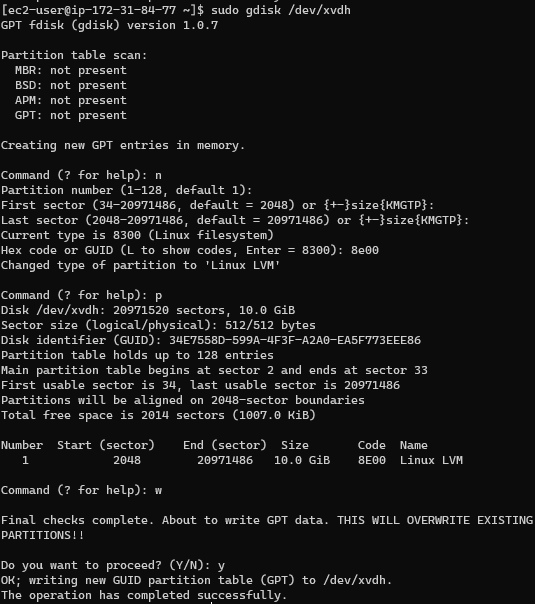 [ec2-user@ip-172-31-84-77 ~]$ sudo gdisk /dev/xvdh
GPT fdisk (gdisk) version 1.0.7
Partition table scan:
  MBR: not present
  BSD: not present
  APM: not present
  GPT: not present
Creating new GPT entries in memory.
Command (? for help): n
Partition number (1-128, default 1):
First sector (34-20971486, default = 2048) or {+-}size{KMGTP}:
Last sector (2048-20971486, default = 20971486) or {+-}size{KMGTP}:
Current type is 8300 (Linux filesystem)
Hex code or GUID (L to show codes, Enter = 8300): 8e00
Changed type of partition to 'Linux LVM'
Command (? for help): p
Disk /dev/xvdh: 20971520 sectors, 10.0 GiB
Sector size (logical/physical): 512/512 bytes
Disk identifier (GUID): 34E7558D-599A-4F3F-A2A0-EA5F773EEE86
Partition table holds up to 128 entries
Main partition table begins at sector 2 and ends at sector 33
First usable sector is 34, last usable sector is 20971486
Partitions will be aligned on 2048-sector boundaries
Total free space is 2014 sectors (1007.0 KiB)
Number  Start (sector)    End (sector)  Size       Code  Name
   1            2048        20971486   10.0 GiB    8E00  Linux LVM
Command (? for help): w
Final checks complete. About to write GPT data. THIS WILL OVERWRITE EXISTING
PARTITIONS!!
Do you want to proceed? (Y/N): y
OK; writing new GUID partition table (GPT) to /dev/xvdh.
The operation has completed successfully.